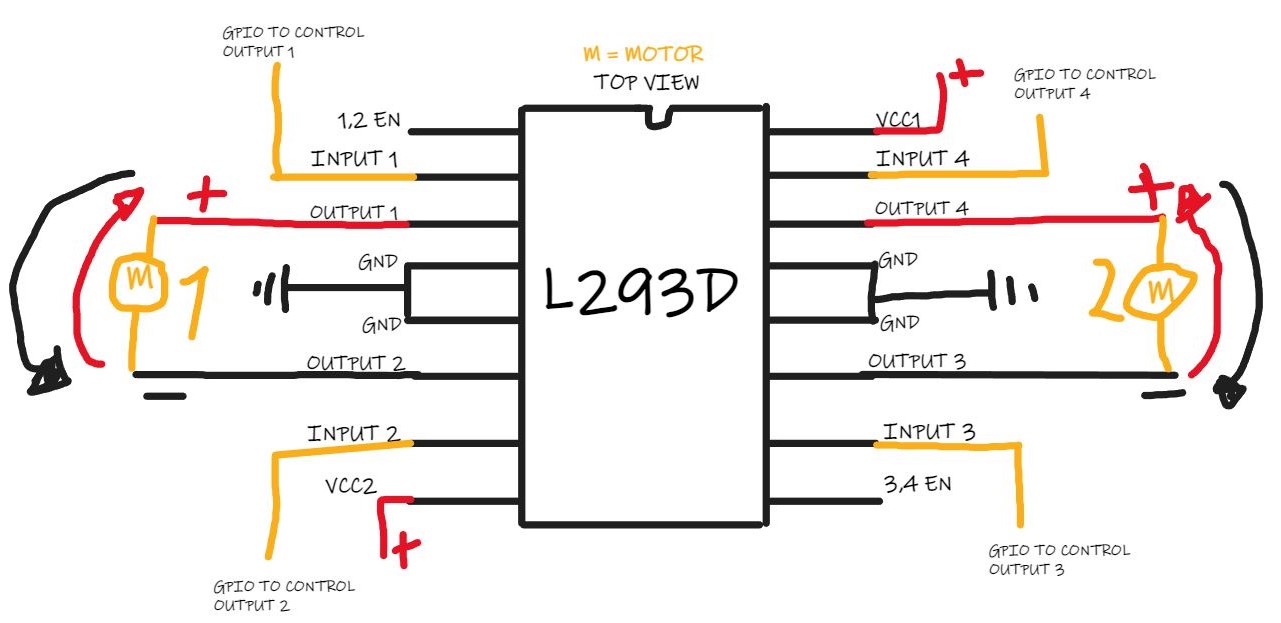 GPIO TO CONTROL
OUTPUT 1
M = MOTOR
TOP VIEW
+
GPIO TO CONTROL
OUTPUT 4
1,2 EN
VCC1
INPUT 1
INPUT 4
+
+
OUTPUT 1
OUTPUT 4
GND
GND
M
1
L293D
2
M
GND
GND
OUTPUT 2
OUTPUT 3
—
—
INPUT 2
INPUT 3
VCC2
3,4 EN
+
GPIO TO CONTROL
OUTPUT 2
GPIO TO CONTROL
OUTPUT 3